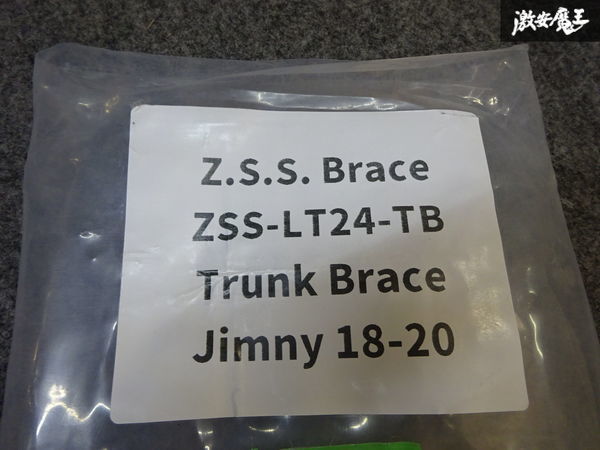 激安魔王
Z.S.S. Brace
ZSS-LT24-TB
Trunk Brace
Jimny 18-20